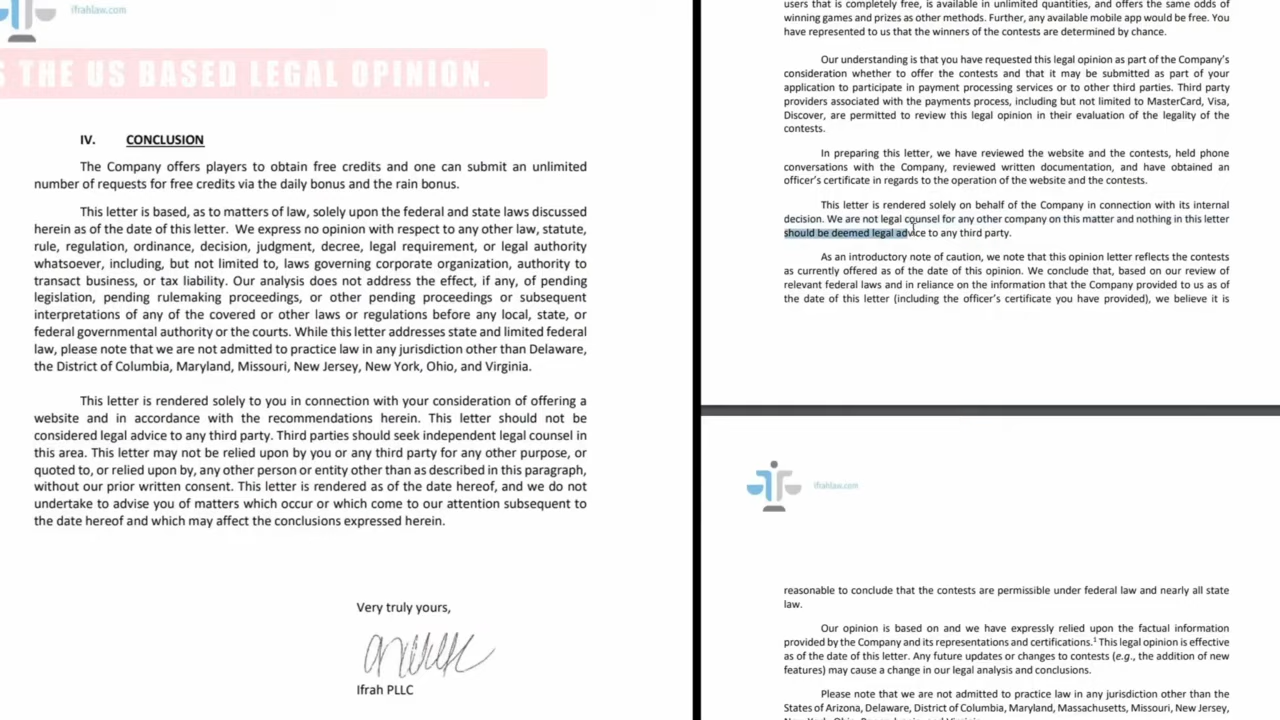 ifrahlaw.com
THE US BASED LEGAL OPINION.
IV. CONCLUSION
The Company offers players to obtain free credits and one can submit an unlimited
number of requests for free credits via the daily bonus and the rain bonus.
This letter is based, as to matters of law, solely upon the federal and state laws discussed
herein as of the date of this letter. We express no opinion with respect to any other law, statute,
rule, regulation, ordinance, decision, judgment, decree, legal requirement, or legal authority
whatsoever, including, but not limited to, laws governing corporate organization, authority to
transact business, or tax liability. Our analysis does not address the effect, if any, of pending
legislation, pending rulemaking proceedings, or other pending proceedings or subsequent
interpretations of any of the covered or other laws or regulations before any local, state, or
federal governmental authority or the courts. While this letter addresses state and limited federal
law, please note that we are not admitted to practice law in any jurisdiction other than Delaware,
the District of Columbia, Maryland, Missouri, New Jersey, New York, Ohio, and Virginia.
This letter is rendered solely to you in connection with your consideration of offering a
website and in accordance with the recommendations herein. This letter should not be
considered legal advice to any third party. Third parties should seek independent legal counsel in
this area. This letter may not be relied upon by you or any third party for any other purpose, or
quoted to, or relied upon by, any other person or entity other than as described in this paragraph,
without our prior written consent. This letter is rendered as of the date hereof, and we do not
undertake to advise you of matters which occur or which come to our attention subsequent to
the date hereof and which may affect the conclusions expressed herein.
Very truly yours,
Ifrah PLLC
users that is completely free, is available in unlimited quantities, and offers the same odds of
winning games and prizes as other methods. Further, any available mobile app would be free. You
have represented to us that the winners of the contests are determined by chance.
Our understanding is that you have requested this legal opinion as part of the Company's
consideration whether to offer the contests and that it may be submitted as part of your
application to participate in payment processing services or to other third parties. Third party
providers associated with the payments process, including but not limited to MasterCard, Visa,
Discover, are permitted to review this legal opinion in their evaluation of the legality of the
contests.
In preparing this letter, we have reviewed the website and the contests, held phone
conversations with the Company, reviewed written documentation, and have obtained an
officer's certificate in regards to the operation of the website and the contests.
This letter is rendered solely on behalf of the Company in connection with its internal
decision. We are not legal counsel for any other company on this matter and nothing in this letter
should be deemed legal advice to any third party.
As an introductory note of caution, we note that this opinion letter reflects the contests
as currently offered as of the date of this opinion. We conclude that, based on our review of
relevant federal laws and in reliance on the information that the Company provided to us as of
the date of this letter (including the officer's certificate you have provided), we believe it is
ifrahlaw.com
reasonable to conclude that the contests are permissible under federal law and nearly all state
law.
Our opinion is based on and we have expressly relied upon the factual information
provided by the Company and its representations and certifications.¹ This legal opinion is effective
as of the date of this letter. Any future updates or changes to contests (e.g., the addition of new
features) may cause a change in our legal analysis and conclusions.
Please note that we are not admitted to practice law in any jurisdiction other than the
States of Arizona, Delaware, District of Columbia, Maryland, Massachusetts, Missouri, New Jersey,